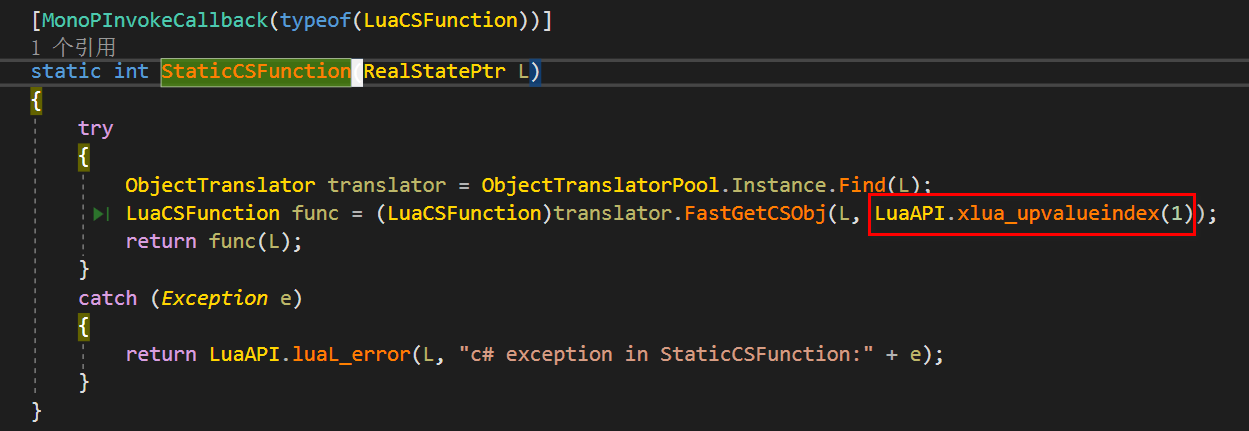 [MonoPInvokeCallback(typeof(LuaCSFunction))]
1 个引用
static int StaticCSFunction(RealStatePtr L)
{
try
{
ObjectTranslator translator = ObjectTranslatorPool.Instance.Find(L);
LuaCSFunction func = (LuaCSFunction)translator.FastGetCSObj(L, LuaAPI.xlua_upvalueindex(1));
return func(L);
}
catch (Exception e)
{
return LuaAPI.luaL_error(L, "c# exception in StaticCSFunction:" + e);
}
}